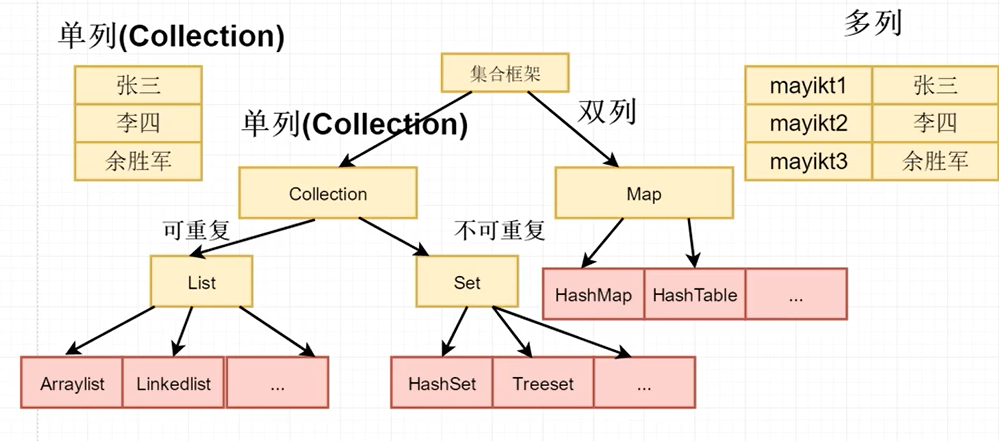 单列(Collection)
张三
李四
余胜军
集合框架
单列(Collection)
双列
多列
mayikt1 张三
mayikt2 李四
mayikt3 余胜军
Collection
Map
可重复
不可重复
List
Set
HashMap HashTable ...
Arraylist Linkedlist ...
HashSet Treeset ...